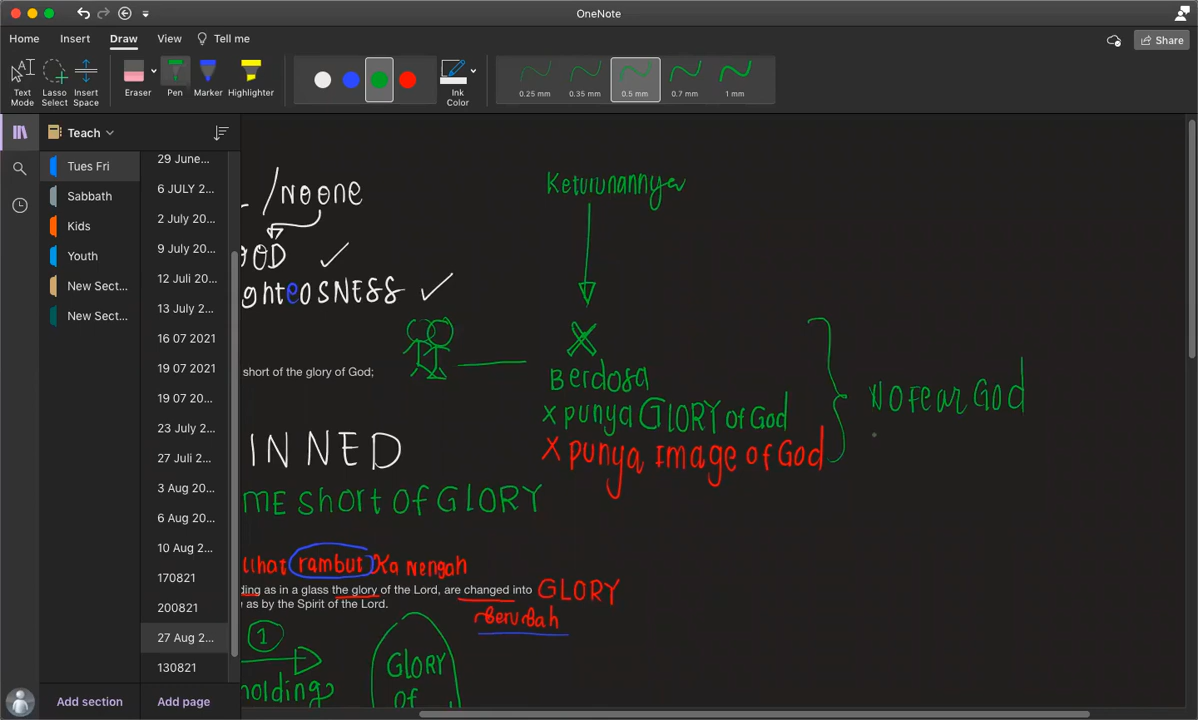 OneNote
Home Insert Draw View Tell me
Share
Text Mode
Lasso Select
Insert Space
Eraser
Pen
Marker
Highlighter
Ink Color
0.25 mm
0.35 mm
0.5 mm
0.7 mm
1 mm
Teach
Tues Fri
Sabbath
Kids
Youth
New Sect...
New Sect...
Add section
29 June...
6 JULY 2...
2 July 20...
9 July 20...
12 Juli 20...
13 July 2...
16 07 2021
19 07 2021
19 07 20...
23 July 2...
27 Juli 2...
3 Aug 20...
6 Aug 20...
10 Aug 2...
170821
200821
27 Aug 2...
130821
Add page
/NO ONE
OD ✓
ghteosNESS ✓
short of the glory of God;
INNED
ME short of GLORY
lihat rambut Ka Nengah
ding as in a glass the glory of the Lord, are changed into GLORY
as by the Spirit of the Lord.
BeruBah
1
holding
GLORY
of
Keturunannya
X
Berdosa
x punya GLORY of God
x punya Image of God
NO Fear GOD